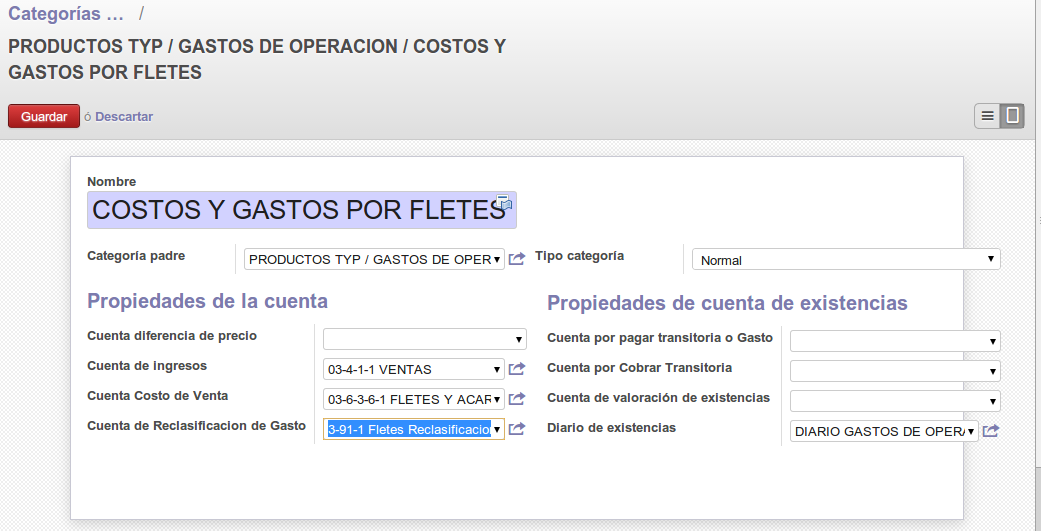 Categorías ... /
PRODUCTOS TYP / GASTOS DE OPERACION / COSTOS Y
GASTOS POR FLETES
Guardar ó Descartar
Nombre
COSTOS Y GASTOS POR FLETES
Categoría padre PRODUCTOS TYP / GASTOS DE OPER Tipo categoría Normal
Propiedades de la cuenta
Cuenta diferencia de precio
Cuenta de ingresos 03-4-1-1 VENTAS
Cuenta Costo de Venta 03-6-3-6-1 FLETES Y ACAR
Cuenta de Reclasificacion de Gasto 3-91-1 Fletes Reclasificacio
Propiedades de cuenta de existencias
Cuenta por pagar transitoria o Gasto
Cuenta por Cobrar Transitoria
Cuenta de valoración de existencias
Diario de existencias DIARIO GASTOS DE OPERA